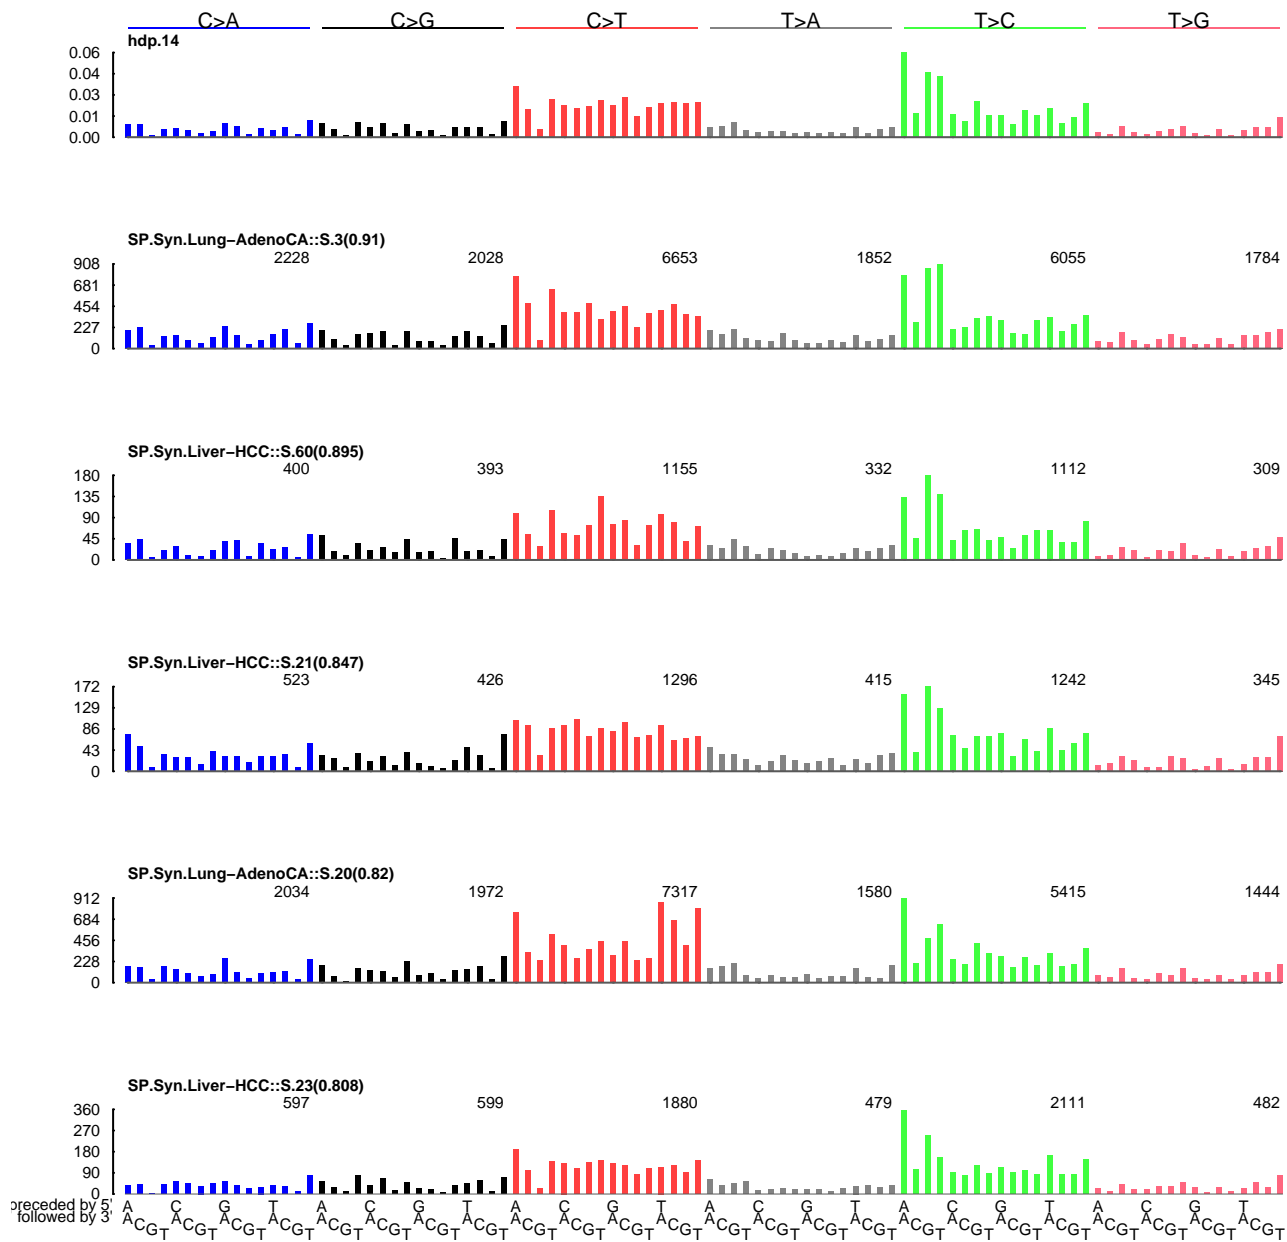 C>A C>G C>T T>A T>C T>G
hdp.14
0.06
0.04
0.03
0.01
0.00
SP.Syn.Lung−AdenoCA::S.3(0.91)
2228 2028 6653 1852 6055 1784
908
681
454
227
0
SP.Syn.Liver−HCC::S.60(0.895)
400 393 1155 332 1112 309
180
135
90
45
0
SP.Syn.Liver−HCC::S.21(0.847)
523 426 1296 415 1242 345
172
129
86
43
0
SP.Syn.Lung−AdenoCA::S.20(0.82)
2034 1972 7317 1580 5415 1444
912
684
456
228
0
SP.Syn.Liver−HCC::S.23(0.808)
597 599 1880 479 2111 482
360
270
180
90
0
preceded by 5' A C G T A C G T A C G T A C G T A C G T A C G T
followed by 3' A C G T A C G T A C G T A C G T A C G T A C G T A C G T A C G T A C G T A C G T A C G T A C G T A C G T A C G T A C G T A C G T A C G T A C G T A C G T A C G T A C G T A C G T A C G T A C G T